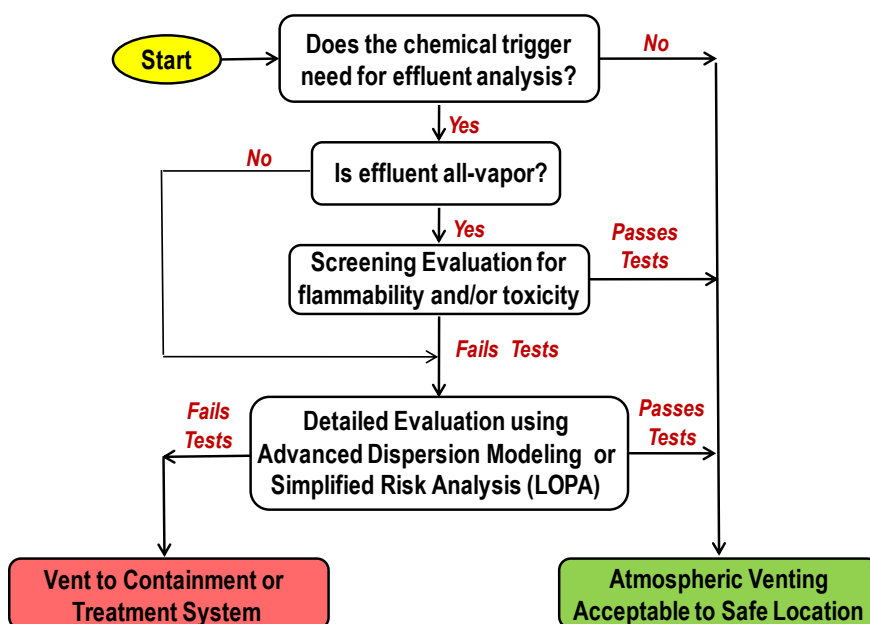 Start
Does the chemical trigger
need for effluent analysis?
No
Yes
No
Is effluent all-vapor?
Yes
Passes
Tests
Screening Evaluation for
flammability and/or toxicity
Fails Tests
Fails
Tests
Detailed Evaluation using
Advanced Dispersion Modeling or
Simplified Risk Analysis (LOPA)
Passes
Tests
Vent to Containment or
Treatment System
Atmospheric Venting
Acceptable to Safe Location